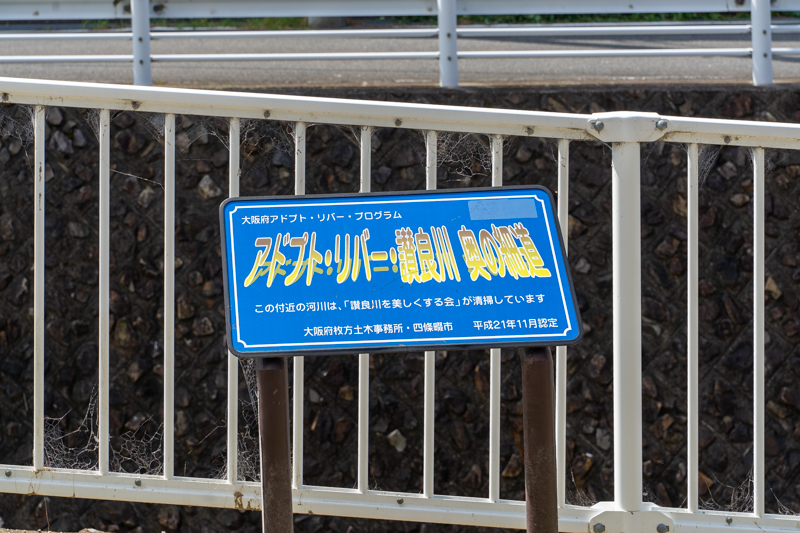 大阪府アドプト・リバー・プログラム
アドプト・リバー・讃良川 奥の細道
この付近の河川は、「讃良川を美しくする会」が清掃しています
大阪府枚方土木事務所・四條畷市 平成21年11月認定